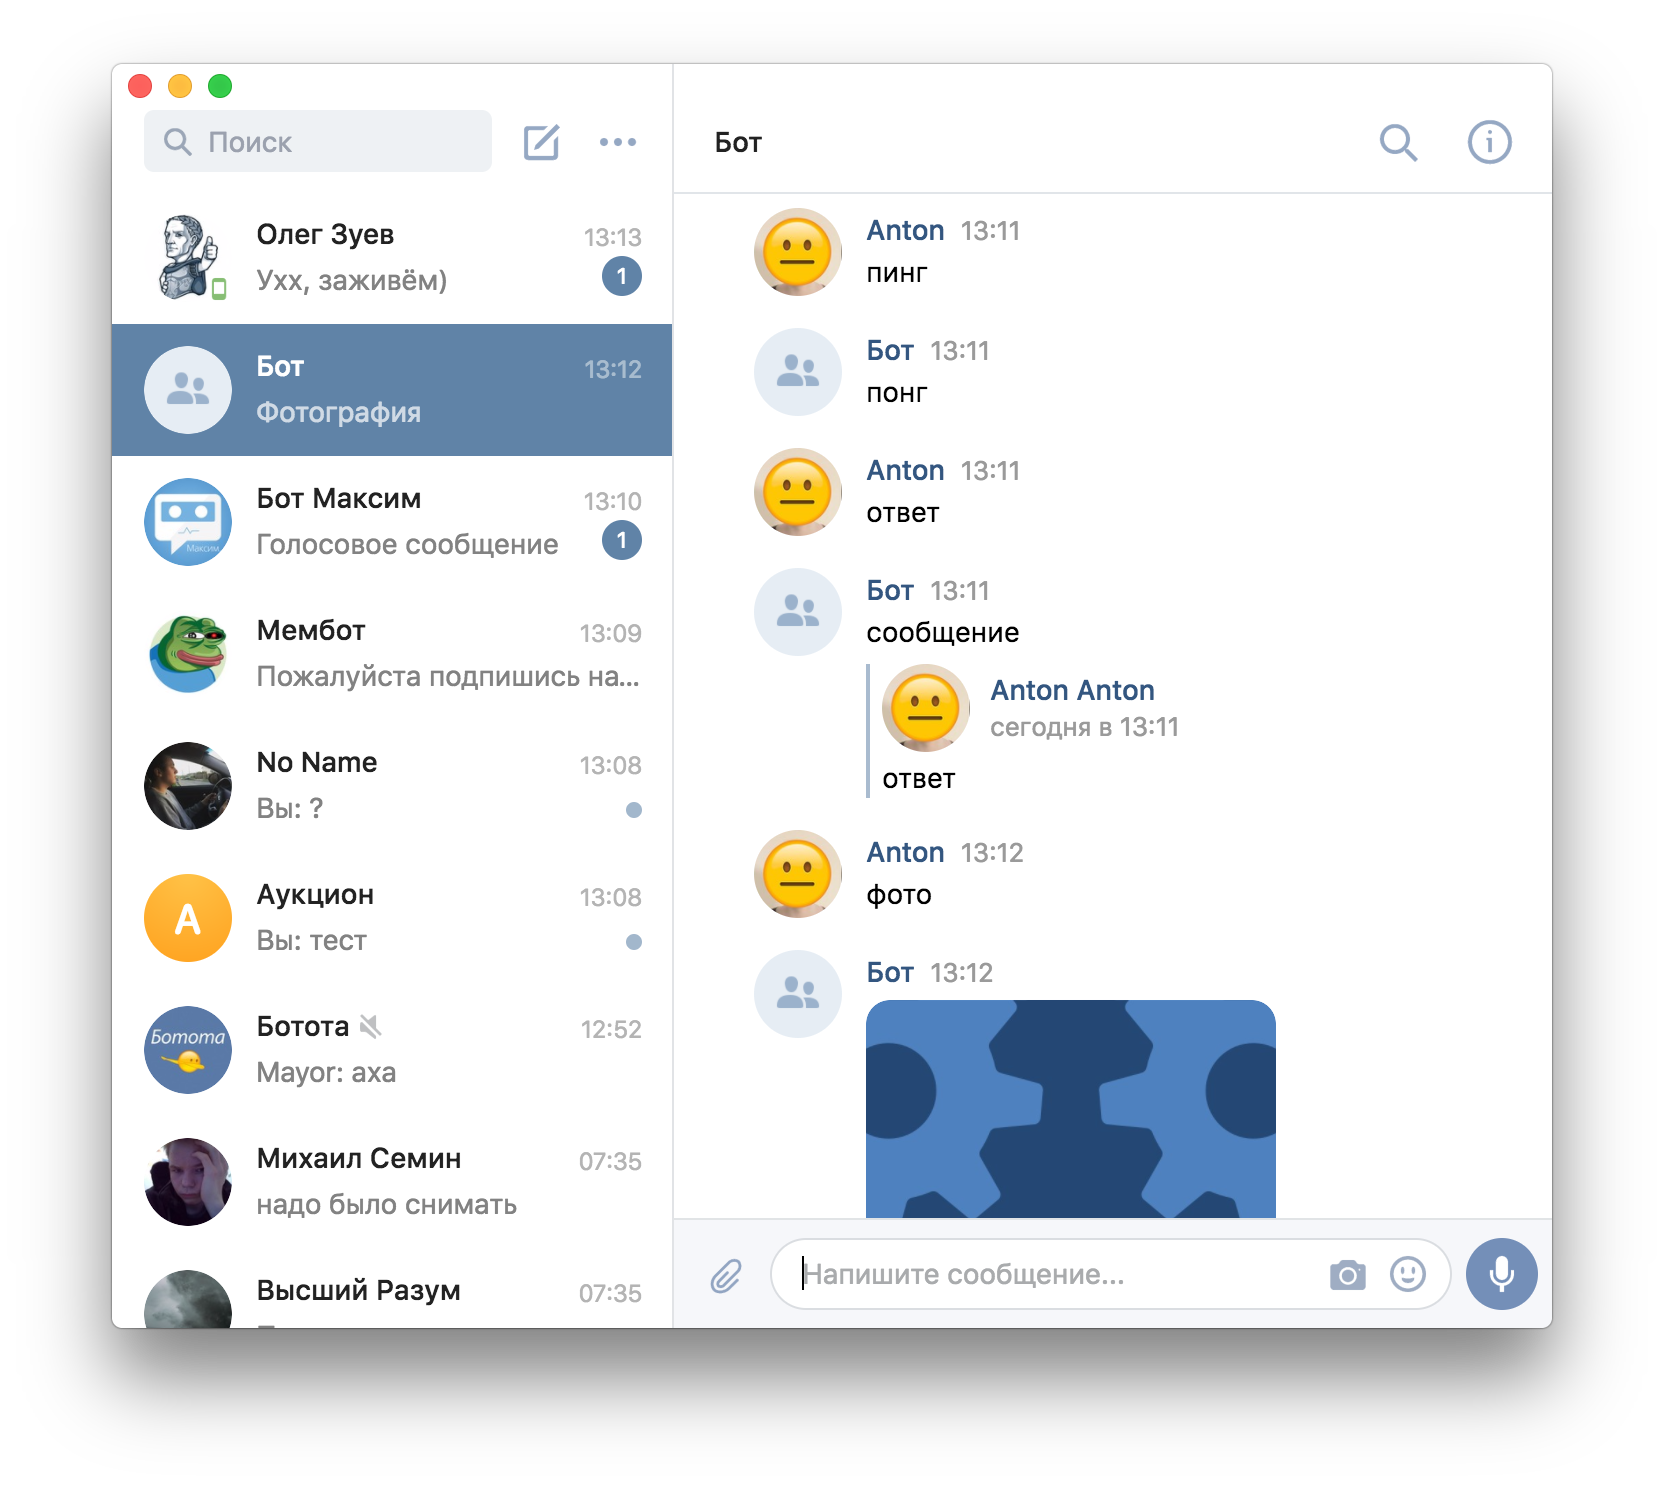 Поиск
Олег Зуев 13:13
Ухх, заживём) 1
Бот 13:12
Фотография
Бот Максим 13:10
Голосовое сообщение 1
Максим
Мембот 13:09
Пожалуйста подпишись на...
No Name 13:08
Вы: ?
А
Аукцион 13:08
Вы: тест
Ботота
Ботота 12:52
Mayor: аха
Михаил Семин 07:35
надо было снимать
Высший Разум 07:35
Бот
Anton 13:11
пинг
Бот 13:11
понг
Anton 13:11
ответ
Бот 13:11
сообщение
Anton Anton
сегодня в 13:11
ответ
Anton 13:12
фото
Бот 13:12
Напишите сообщение...